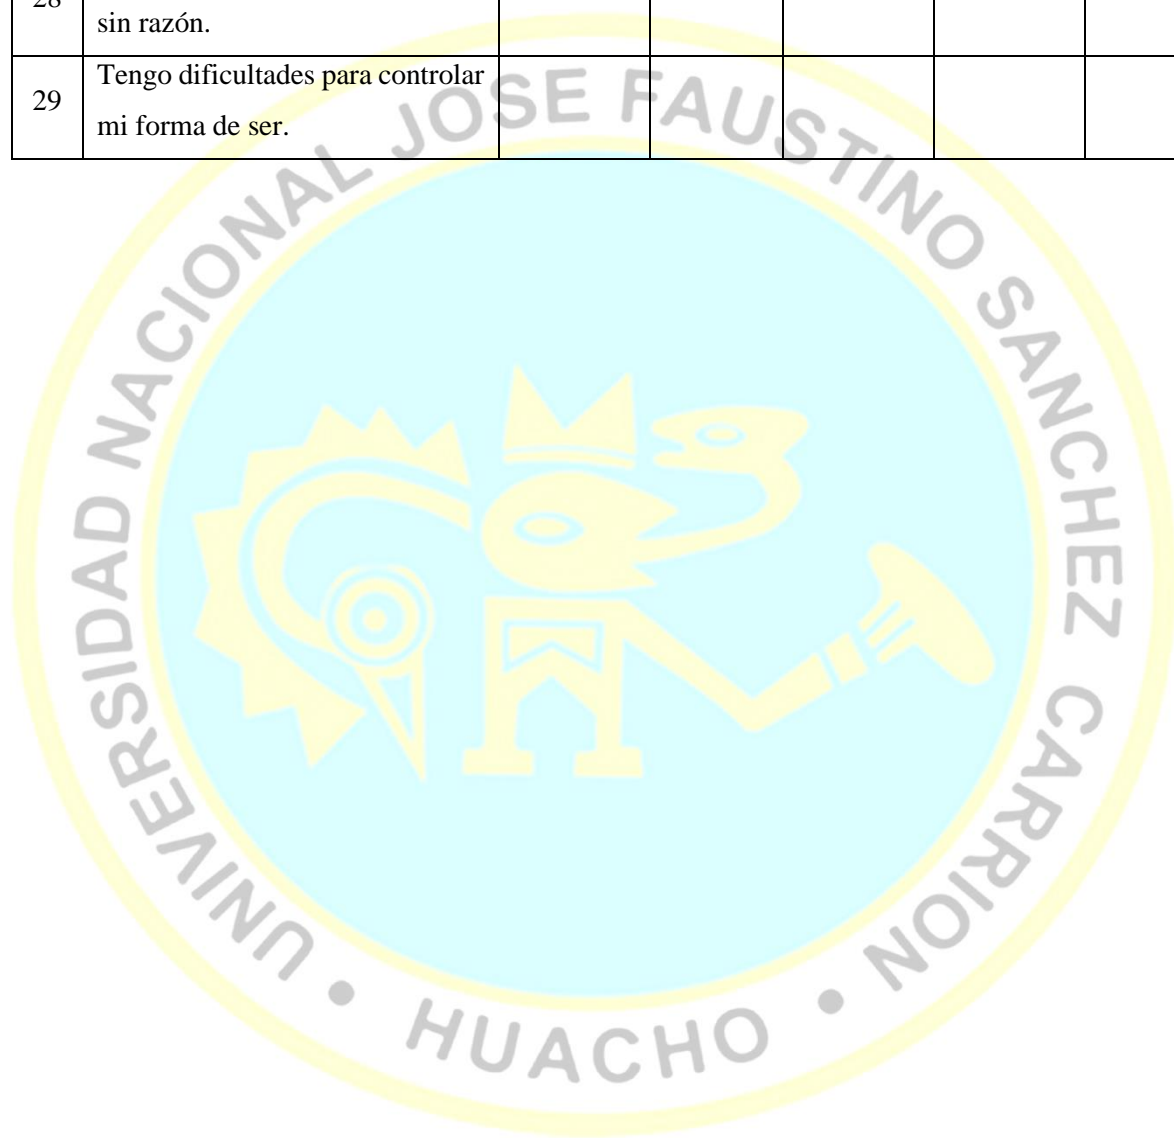 28
sin razón.
29
Tengo dificultades para controlar
mi forma de ser.
UNIVERSIDAD NACIONAL JOSE FAUSTINO SANCHEZ CARRION
• HUACHO •